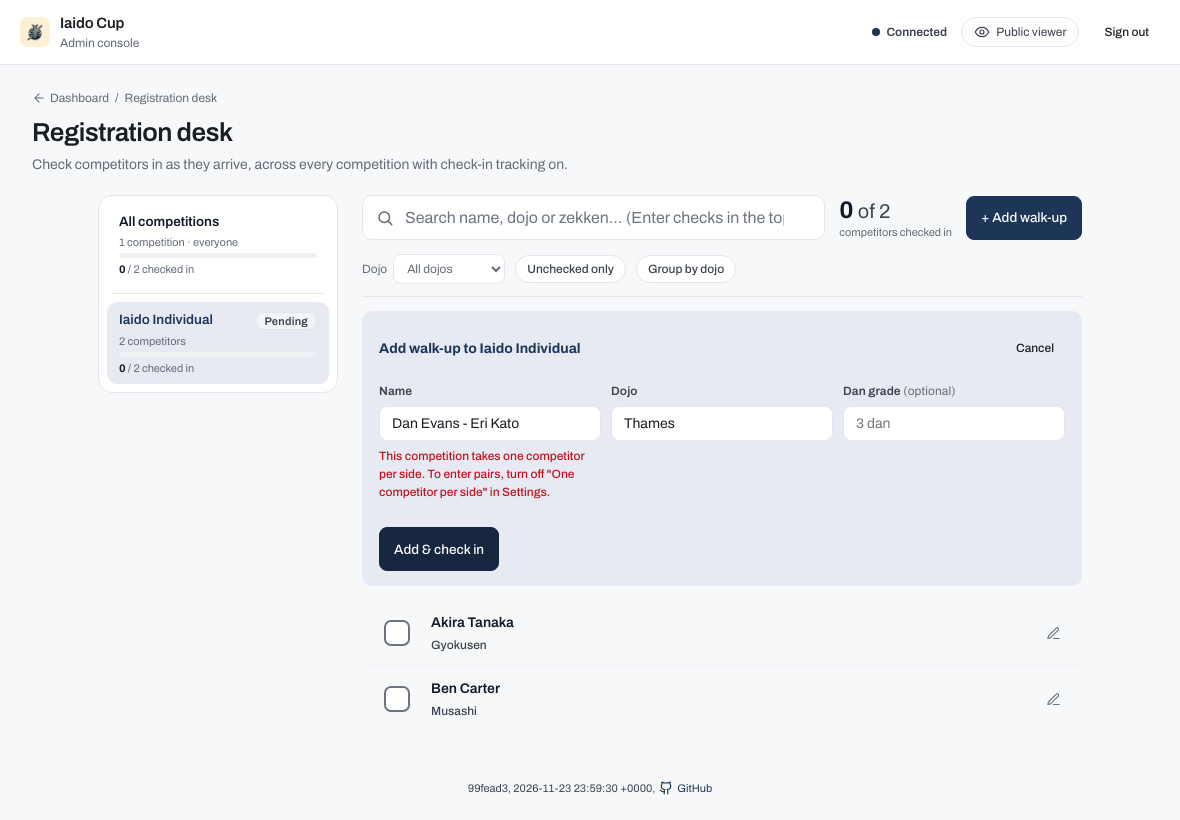 Iaido Cup
Admin console
Connected
Public viewer
Sign out
Dashboard / Registration desk
Registration desk
Check competitors in as they arrive, across every competition with check-in tracking on.
All competitions
1 competition · everyone
0 / 2 checked in
Iaido Individual
Pending
2 competitors
0 / 2 checked in
Search name, dojo or zekken... (Enter checks in the to
0 of 2
competitors checked in
+ Add walk-up
Dojo
All dojos
Unchecked only
Group by dojo
Add walk-up to Iaido Individual
Cancel
Name
Dojo
Dan grade (optional)
Dan Evans - Eri Kato
Thames
3 dan
This competition takes one competitor
per side. To enter pairs, turn off "One
competitor per side" in Settings.
Add & check in
Akira Tanaka
Gyokusen
Ben Carter
Musashi
99fead3, 2026-11-23 23:59:30 +0000, GitHub